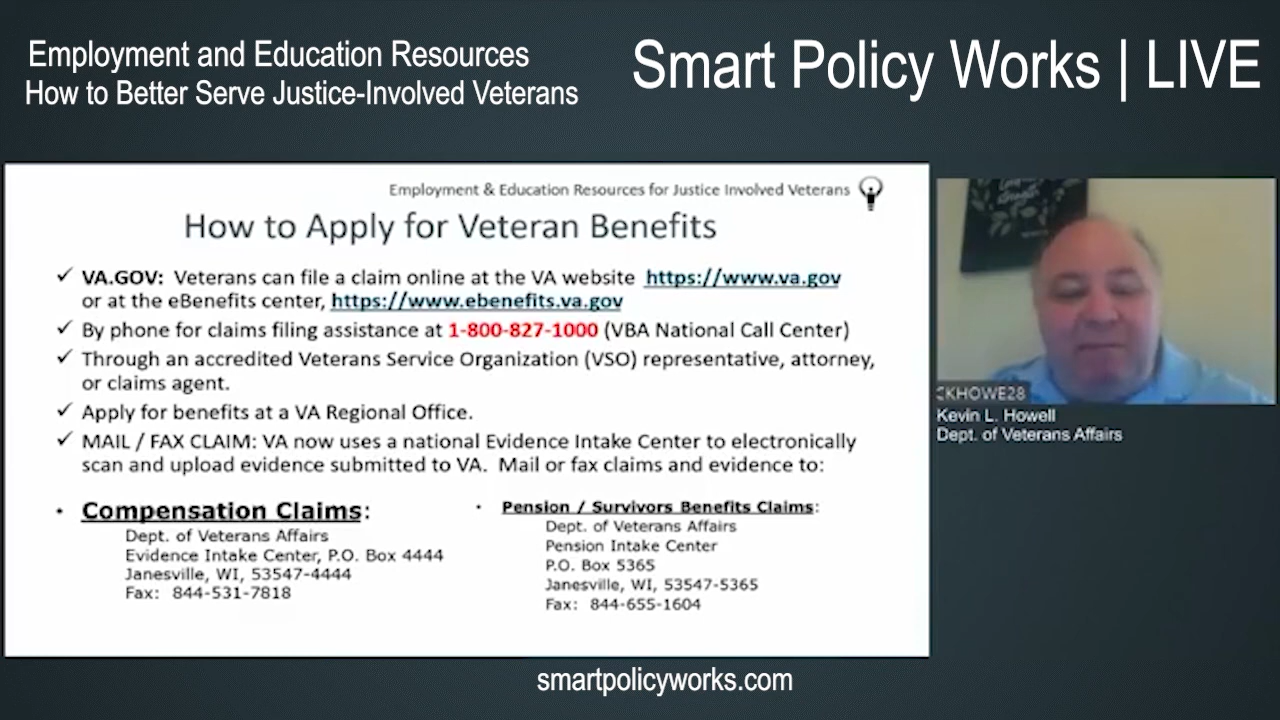 Employment and Education Resources
How to Better Serve Justice-Involved Veterans
Smart Policy Works | LIVE
Employment & Education Resources for Justice Involved Veterans
How to Apply for Veteran Benefits
✓ VA.GOV: Veterans can file a claim online at the VA website https://www.va.gov
or at the eBenefits center, https://www.ebenefits.va.gov
✓ By phone for claims filing assistance at 1-800-827-1000 (VBA National Call Center)
✓ Through an accredited Veterans Service Organization (VSO) representative, attorney,
or claims agent.
✓ Apply for benefits at a VA Regional Office.
✓ MAIL / FAX CLAIM: VA now uses a national Evidence Intake Center to electronically
scan and upload evidence submitted to VA. Mail or fax claims and evidence to:
• Compensation Claims:
Dept. of Veterans Affairs
Evidence Intake Center, P.O. Box 4444
Janesville, WI, 53547-4444
Fax: 844-531-7818
• Pension / Survivors Benefits Claims:
Dept. of Veterans Affairs
Pension Intake Center
P.O. Box 5365
Janesville, WI, 53547-5365
Fax: 844-655-1604
CKHOWE28
Kevin L. Howell
Dept. of Veterans Affairs
smartpolicyworks.com